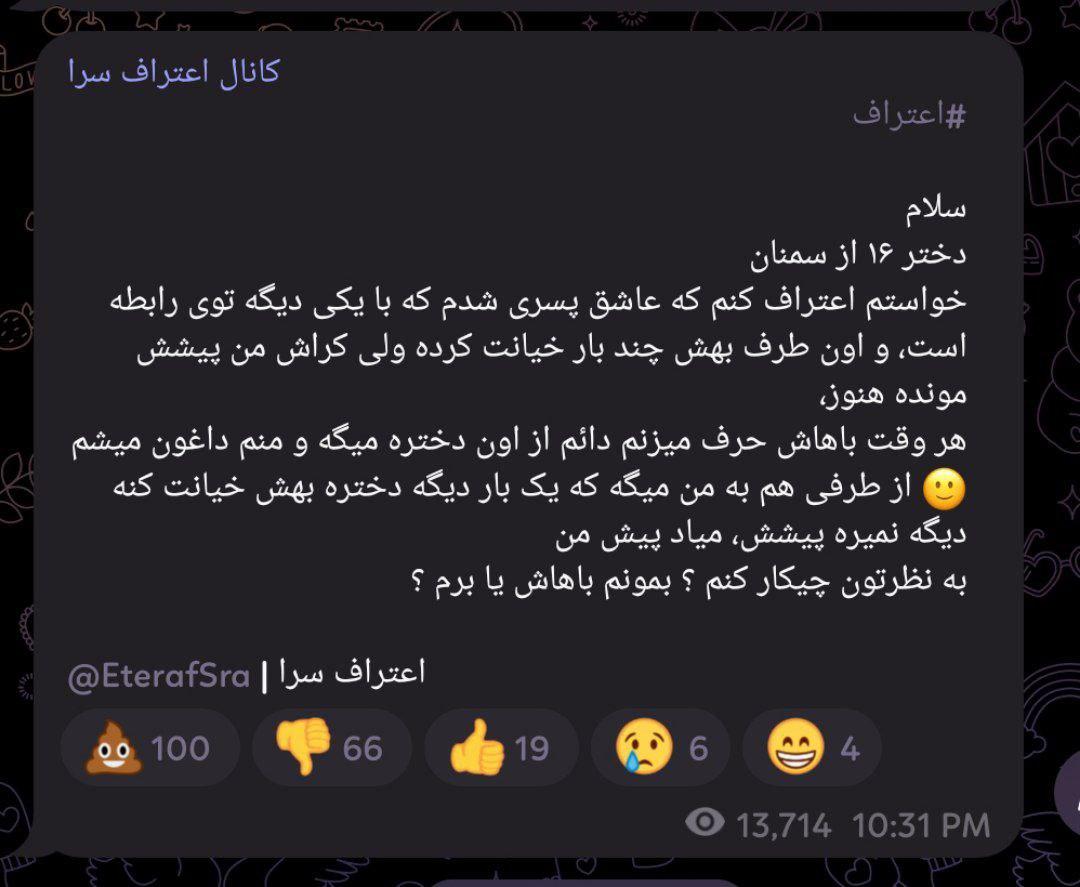 کانال اعتراف سرا
#اعتراف
سلام
دختر ۱۶ از سمنان
خواستم اعتراف کنم که عاشق پسری شدم که با یکی دیگه توی رابطه
است، و اون طرف بهش چند بار خیانت کرده ولی کراش من پیشش
مونده هنوز،
هر وقت باهاش حرف میزنم دائم از اون دختره میگه و منم داغون میشم
🙂 از طرفی هم به من میگه که یک بار دیگه دختره بهش خیانت کنه
دیگه نمیره پیشش، میاد پیش من
به نظرتون چیکار کنم ؟ بمونم باهاش یا برم ؟
اعتراف سرا | @EterafSra
💩 100 👎 66 👍 19 😢 6 😁 4
13,714 10:31 PM